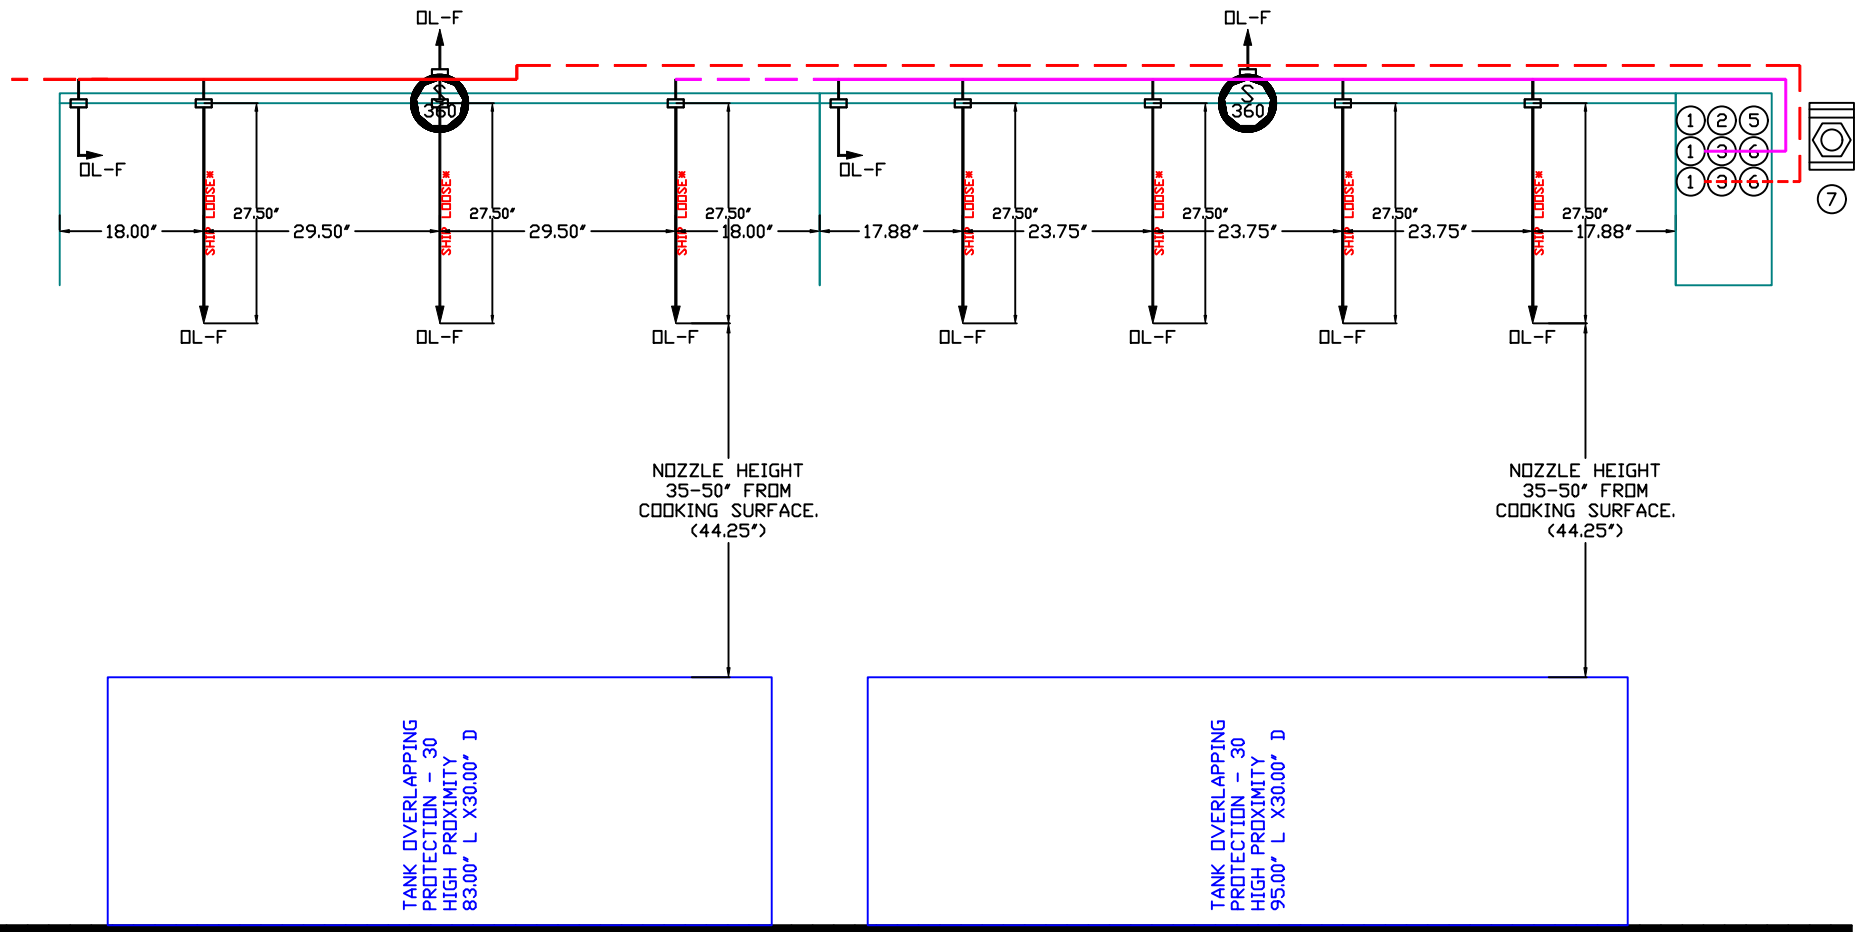 OL-F
OL-F
S
360
S
360
1 2 5
1 3 6
1 3 6
7
OL-F
OL-F
SHIP LOOSE*
SHIP LOOSE*
SHIP LOOSE*
SHIP LOOSE*
SHIP LOOSE*
SHIP LOOSE*
SHIP LOOSE*
27.50"
27.50"
27.50"
27.50"
27.50"
27.50"
27.50"
18.00"
29.50"
29.50"
18.00"
17.88"
23.75"
23.75"
23.75"
17.88"
OL-F
OL-F
OL-F
OL-F
OL-F
OL-F
OL-F
NOZZLE HEIGHT
35-50" FROM
COOKING SURFACE.
(44.25")
NOZZLE HEIGHT
35-50" FROM
COOKING SURFACE.
(44.25")
TANK OVERLAPPING
PROTECTION - 30
HIGH PROXIMITY
83.00" L X30.00" D
TANK OVERLAPPING
PROTECTION - 30
HIGH PROXIMITY
95.00" L X30.00" D